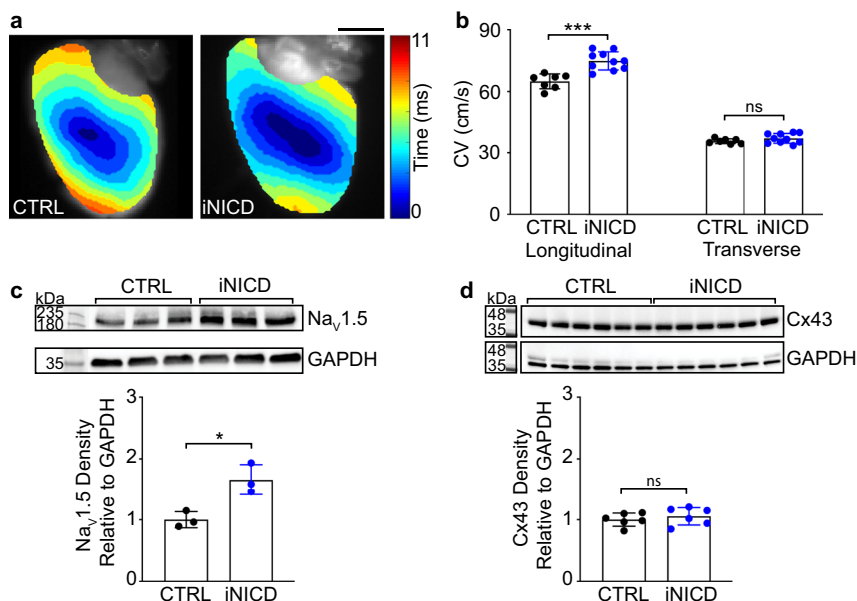 a
CTRL
iNICD
11
Time (ms)
0
b
***
ns
CV (cm/s)
90
60
30
0
CTRL iNICD CTRL iNICD
Longitudinal Transverse
c
kDa CTRL iNICD
235
180
Nav1.5
35
GAPDH
*
Nav1.5 Density
Relative to GAPDH
3
2
1
0
CTRL iNICD
d
kDa CTRL iNICD
48
35
Cx43
48
35
GAPDH
ns
Cx43 Density
Relative to GAPDH
3
2
1
0
CTRL iNICD